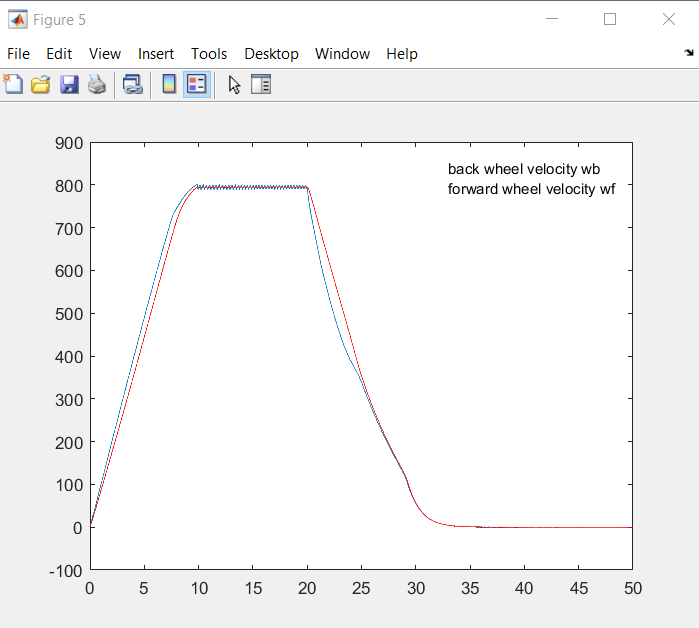 Figure 5
File Edit View Insert Tools Desktop Window Help
900
800
700
600
500
400
300
200
100
0
-100
back wheel velocity wb
forward wheel velocity wf
0 5 10 15 20 25 30 35 40 45 50